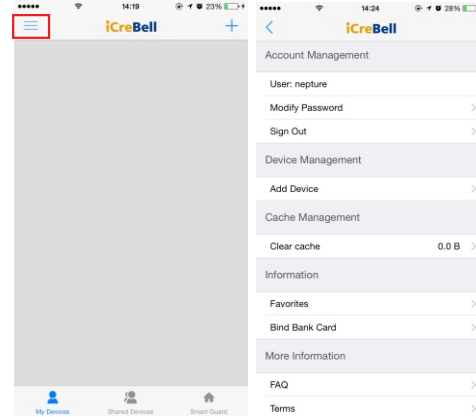 14:19
23%
iCreBell
My Devices
Shared Devices
Smart Guard
14:24
28%
iCreBell
Account Management
User: nepture
Modify Password
Sign Out
Device Management
Add Device
Cache Management
Clear cache 0.0 B
Information
Favorites
Bind Bank Card
More Information
FAQ
Terms